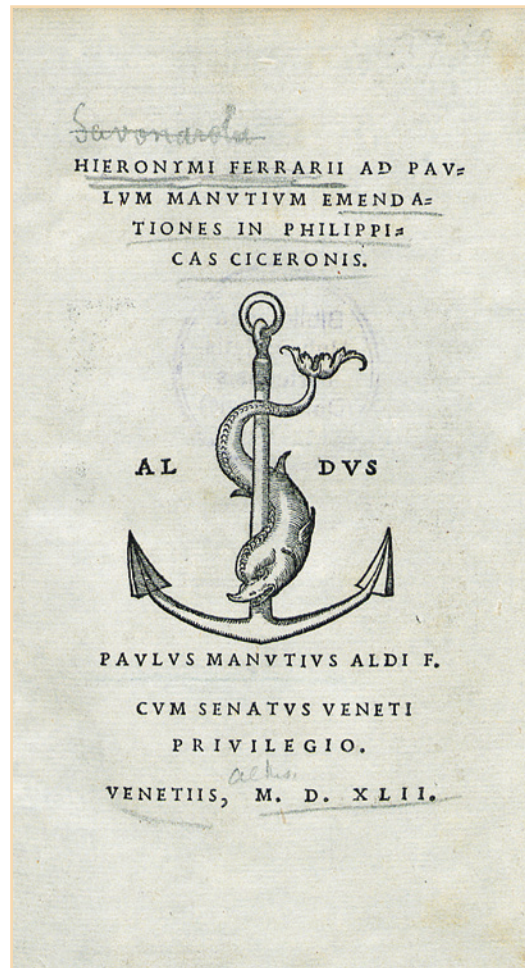 Savonarola
HIERONYMI FERRARII AD PAV=
LVM MANVTIVM EMENDA=
TIONES IN PHILIPPI=
CAS CICERONIS.
AL DVS
PAVLVS MANVTIVS ALDI F.
CVM SENATVS VENETI
PRIVILEGIO.
VENETIIS, M. D. XLII.